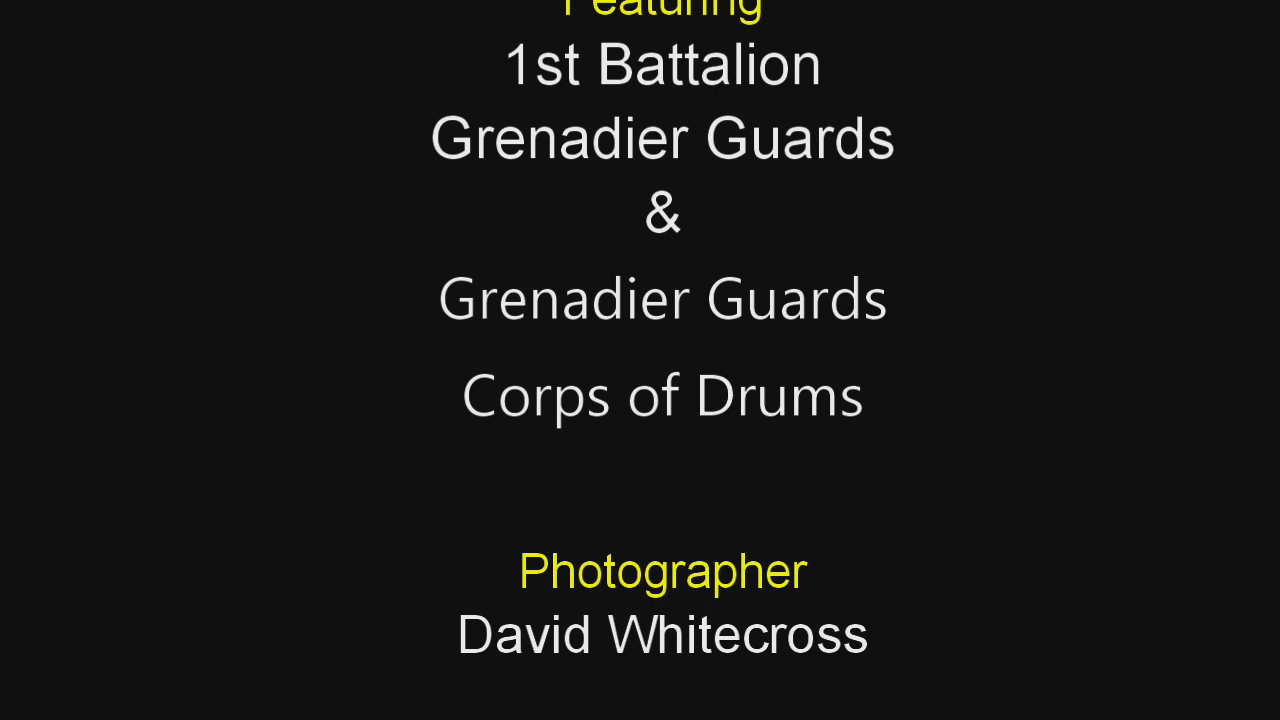 Featuring
1st Battalion
Grenadier Guards
&
Grenadier Guards
Corps of Drums
Photographer
David Whitecross